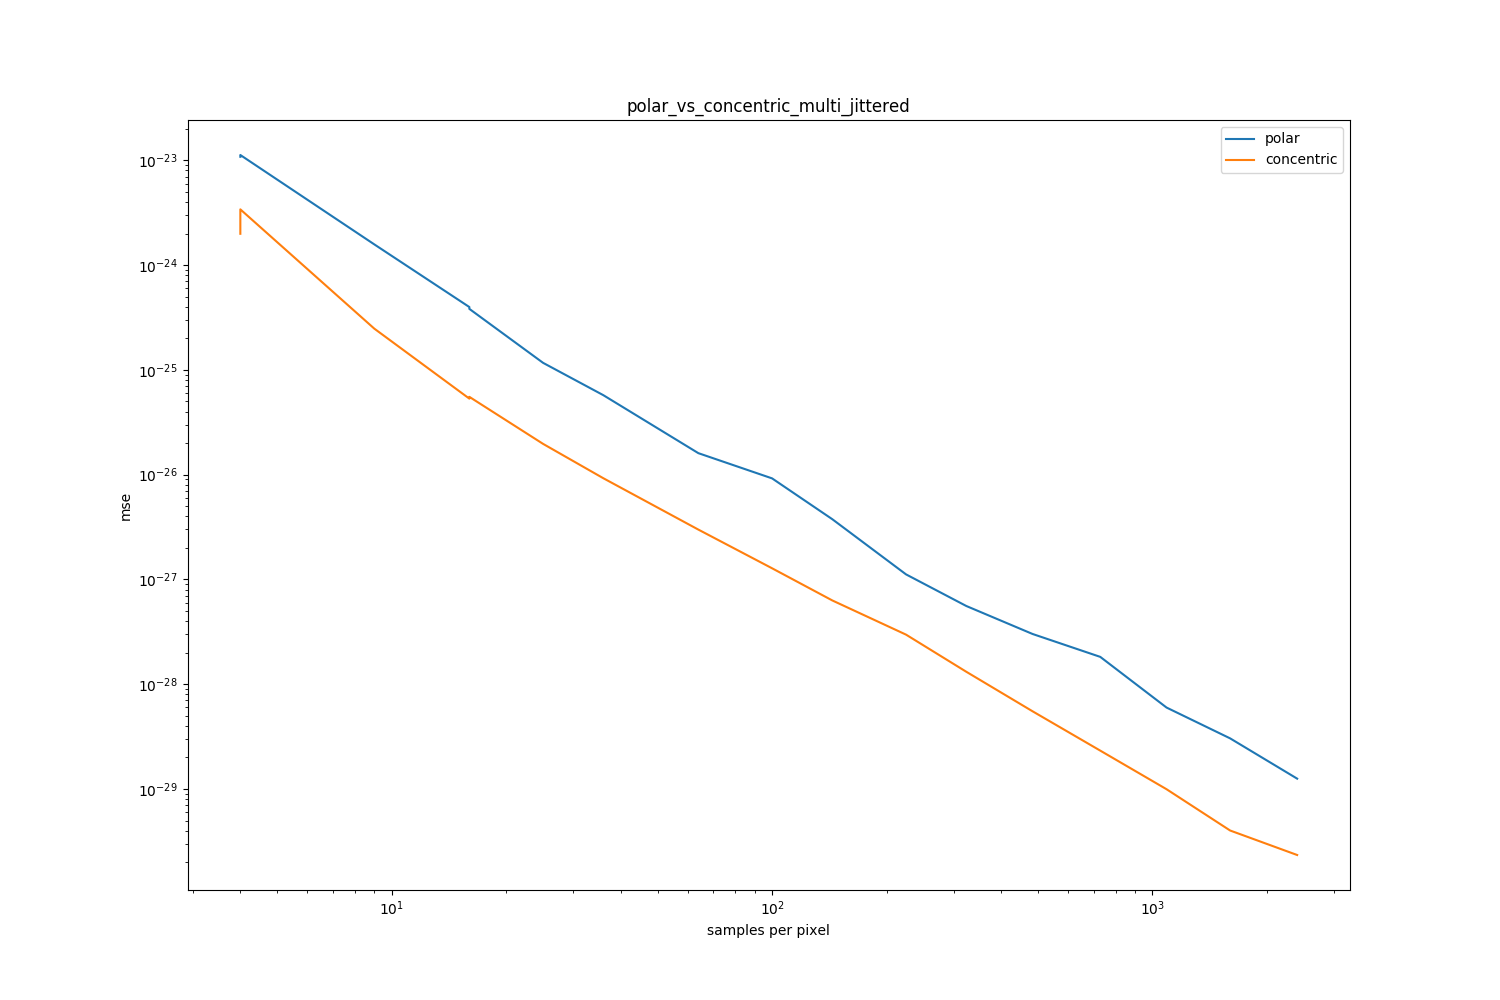 polar_vs_concentric_multi_jittered
polar
concentric
mse
10⁻²³
10⁻²⁴
10⁻²⁵
10⁻²⁶
10⁻²⁷
10⁻²⁸
10⁻²⁹
10¹
10²
10³
samples per pixel